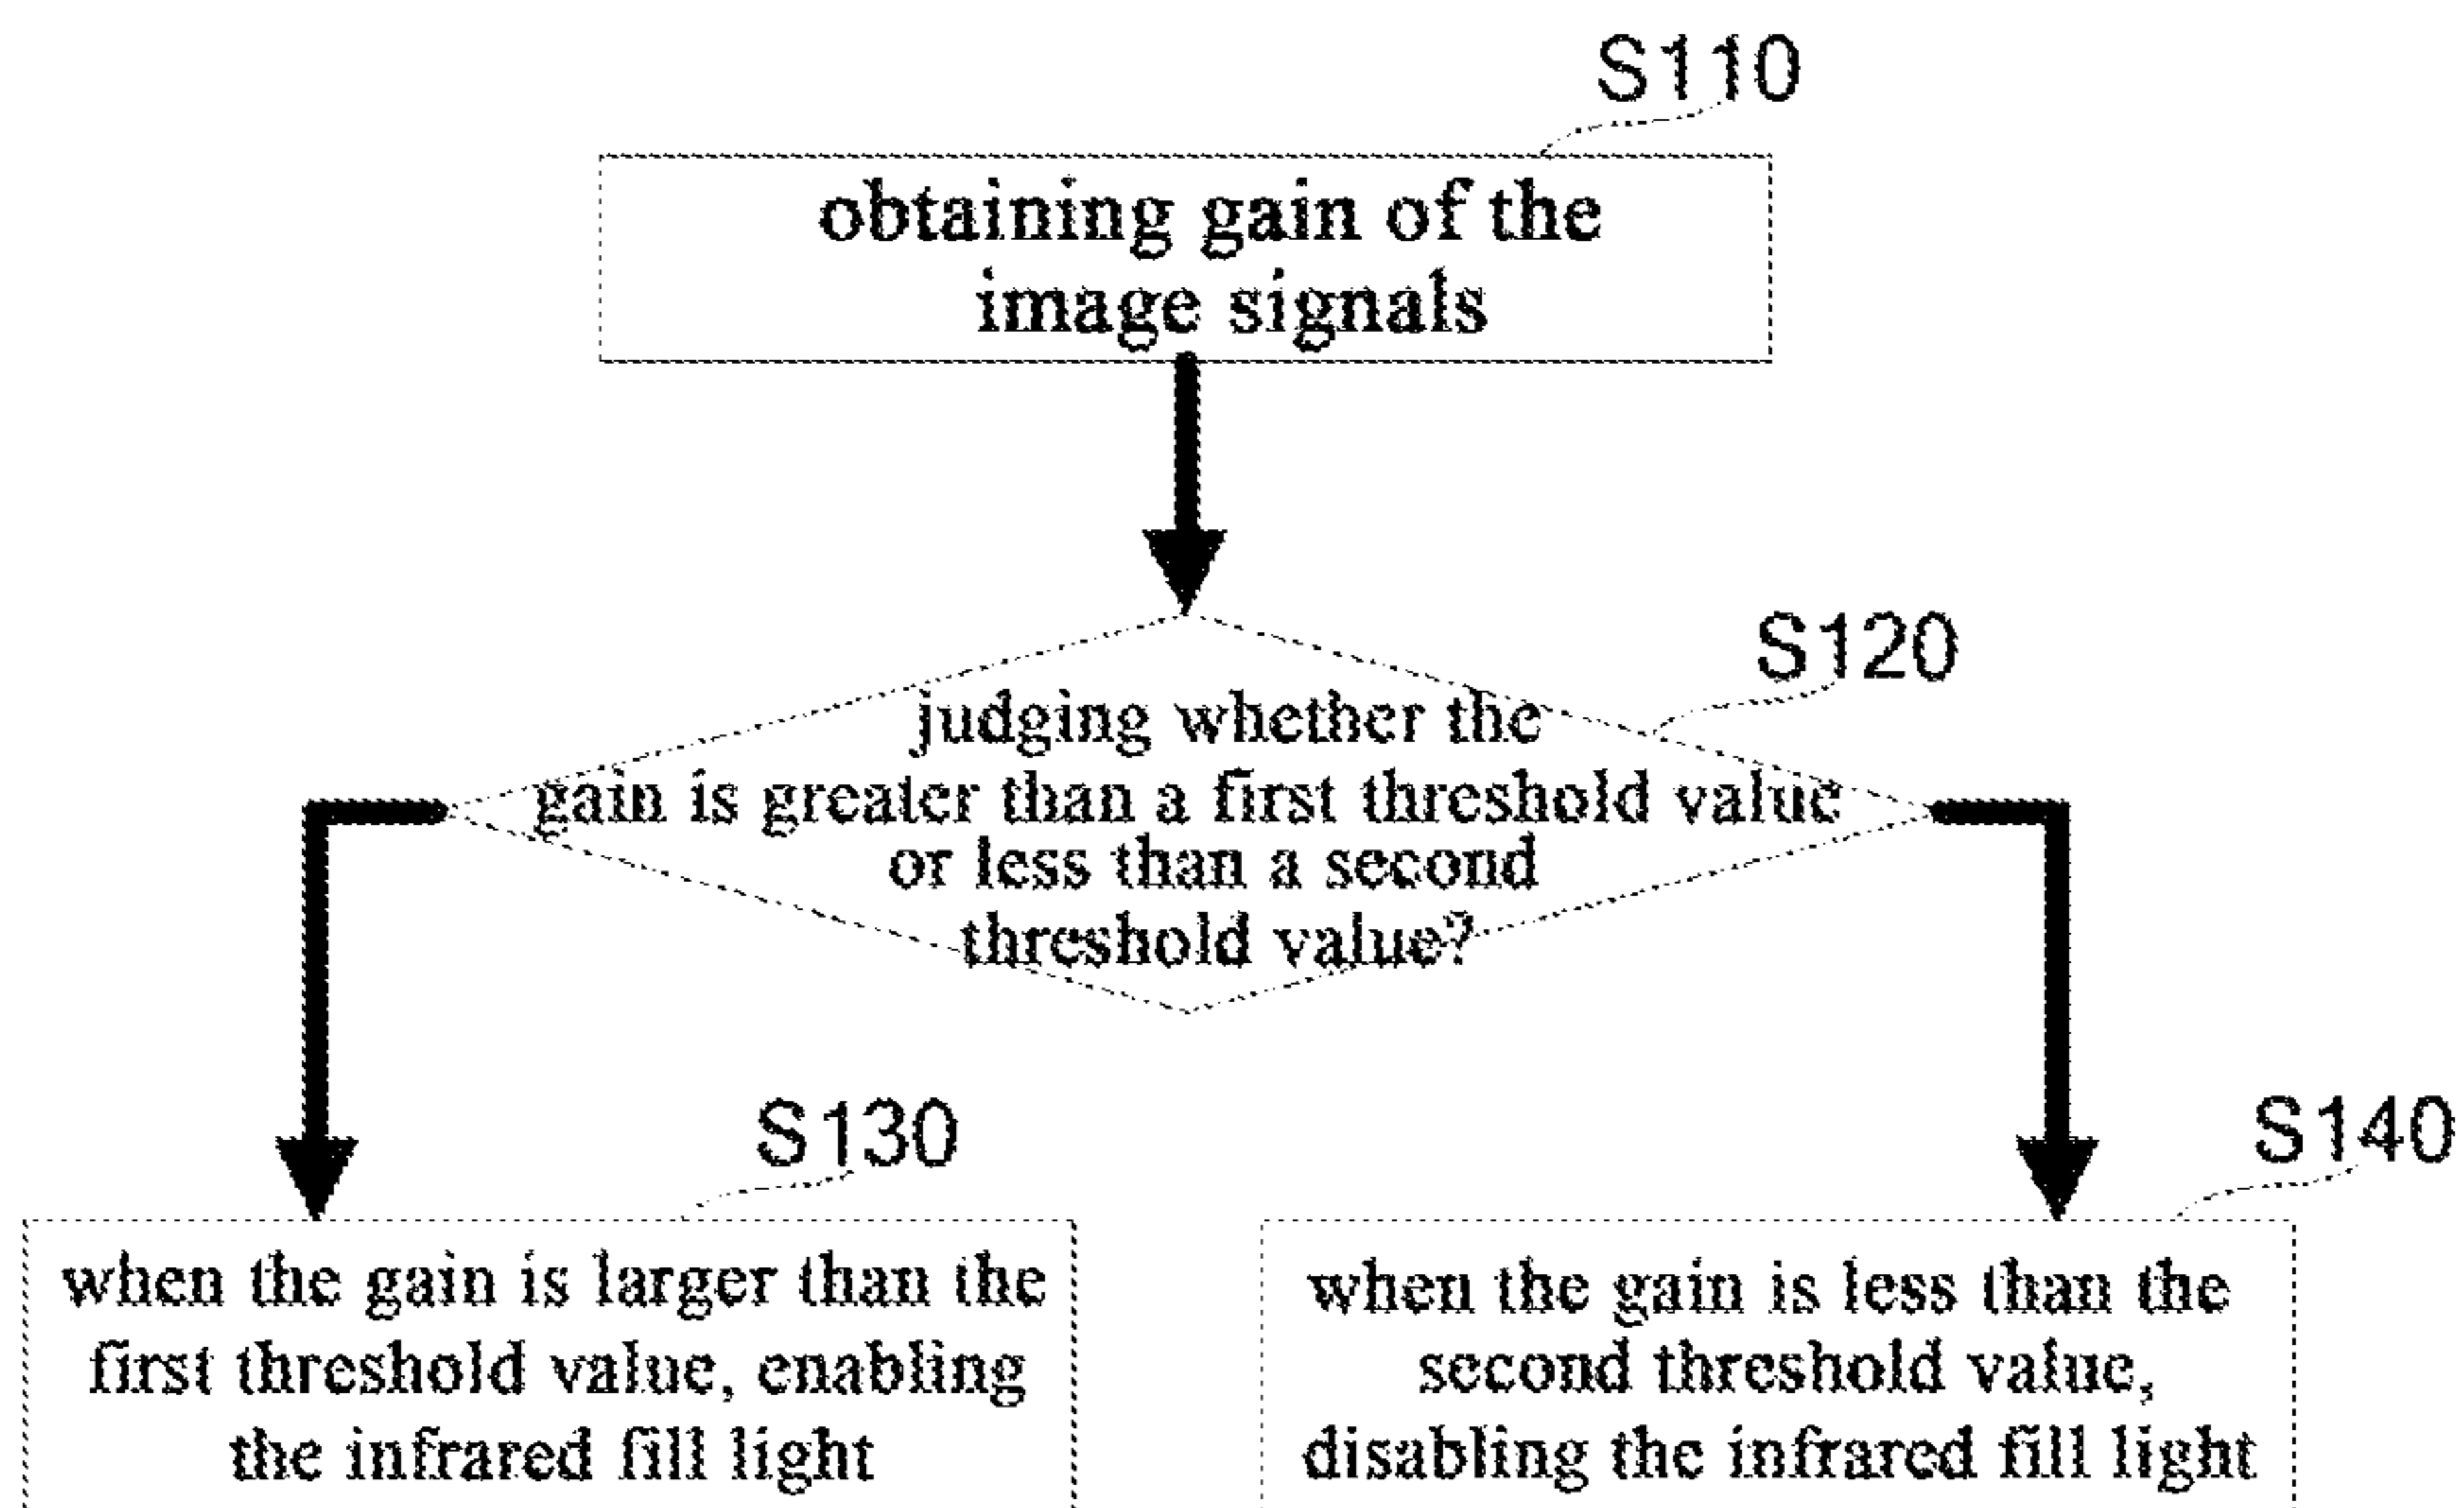 S110
obtaining gain of the
image signals
S120
judging whether the
gain is greater than a first threshold value
or less than a second
threshold value?
S130
when the gain is larger than the
first threshold value, enabling
the infrared fill light
S140
when the gain is less than the
second threshold value,
disabling the infrared fill light